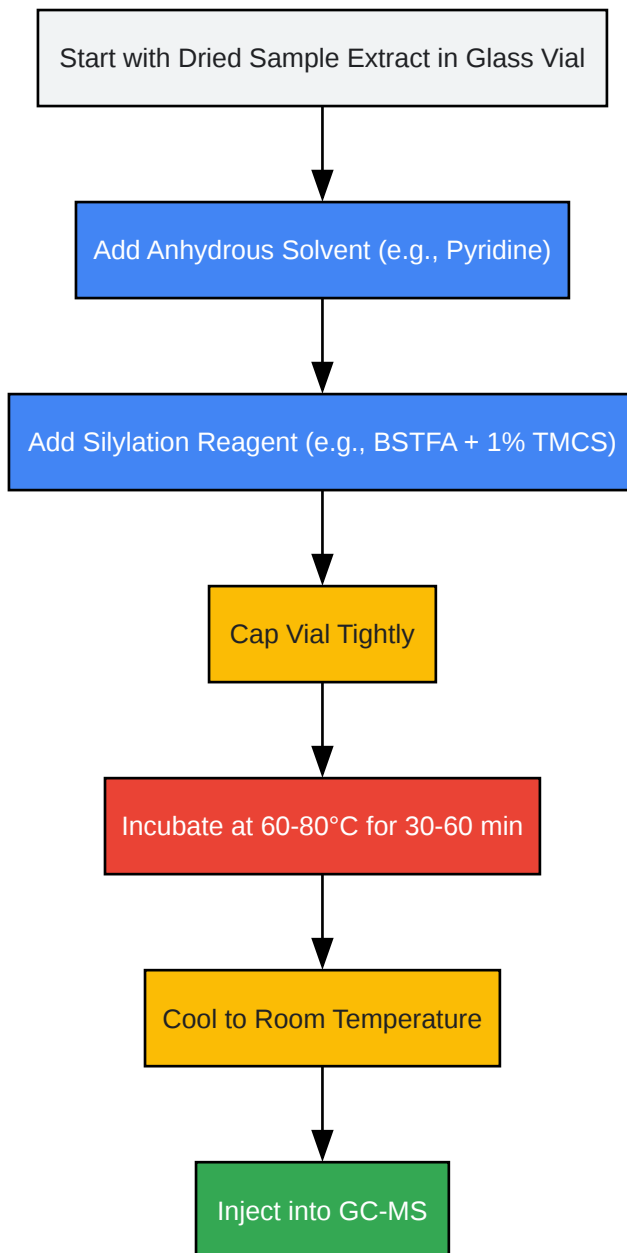 Start with Dried Sample Extract in Glass Vial
Add Anhydrous Solvent (e.g., Pyridine)
Add Silylation Reagent (e.g., BSTFA + 1% TMCS)
Cap Vial Tightly
Incubate at 60-80°C for 30-60 min
Cool to Room Temperature
Inject into GC-MS